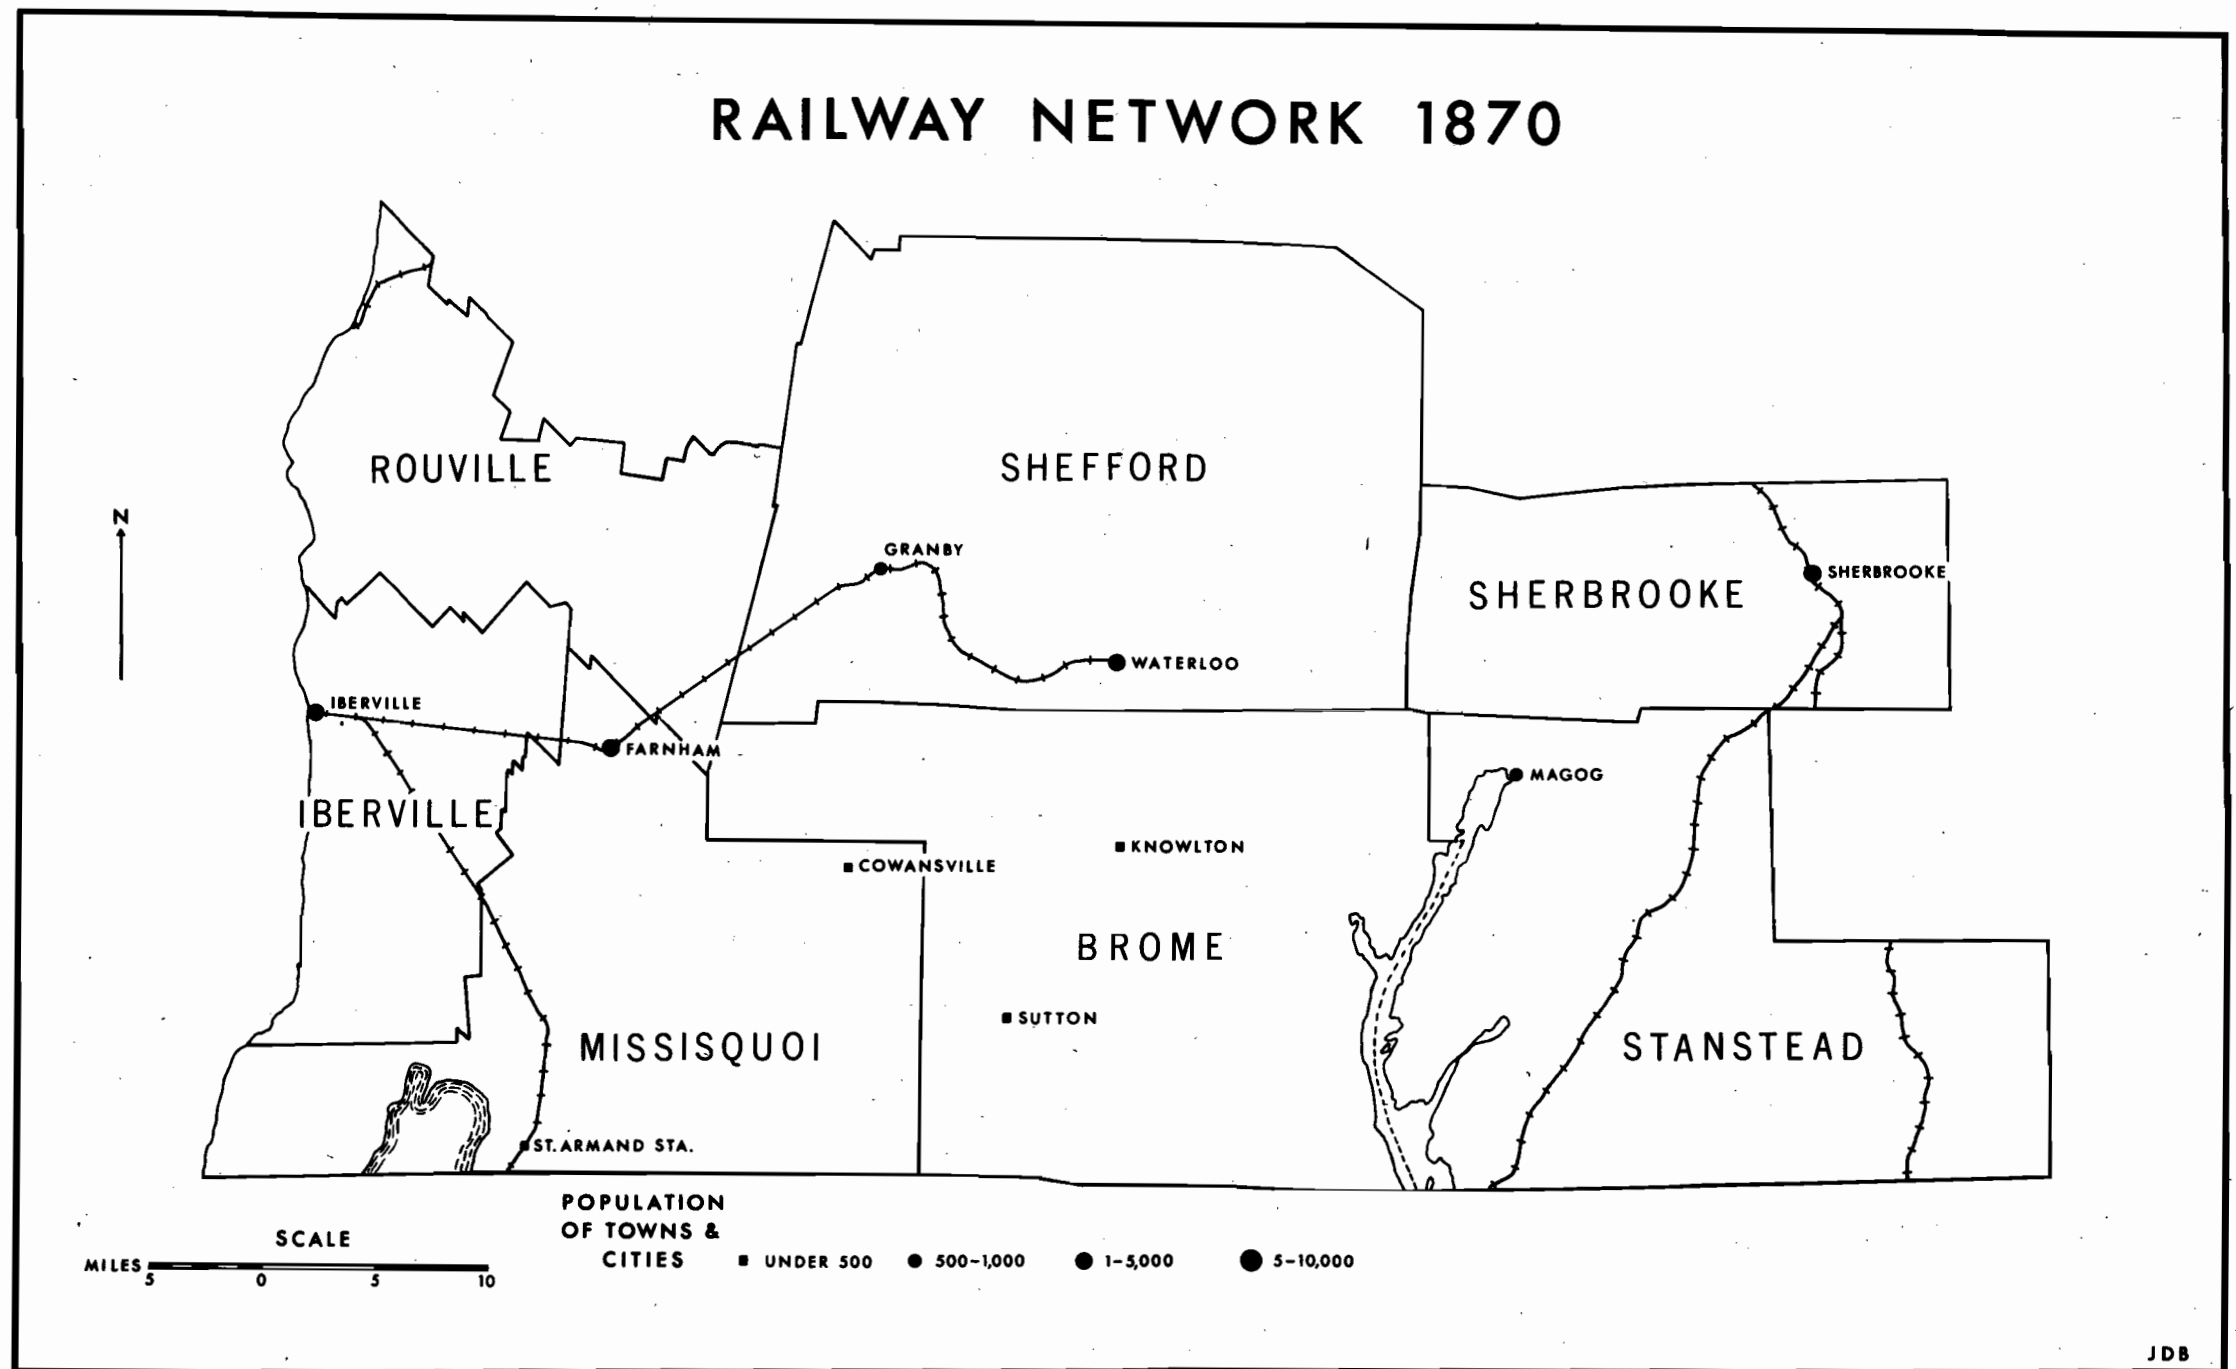 RAILWAY NETWORK 1870
ROUVILLE
SHEFFORD
N
GRANBY
SHERBROOKE
SHERBROOKE
WATERLOO
IBERVILLE
FARNHAM
MAGOG
IBERVILLE
KNOWLTON
COWANSVILLE
BROME
SUTTON
MISSISQUOI
STANSTEAD
ST. ARMAND STA.
POPULATION
OF TOWNS &
CITIES
UNDER 500
500-1,000
1-5,000
5-10,000
SCALE
MILES
5 0 5 10
JDB